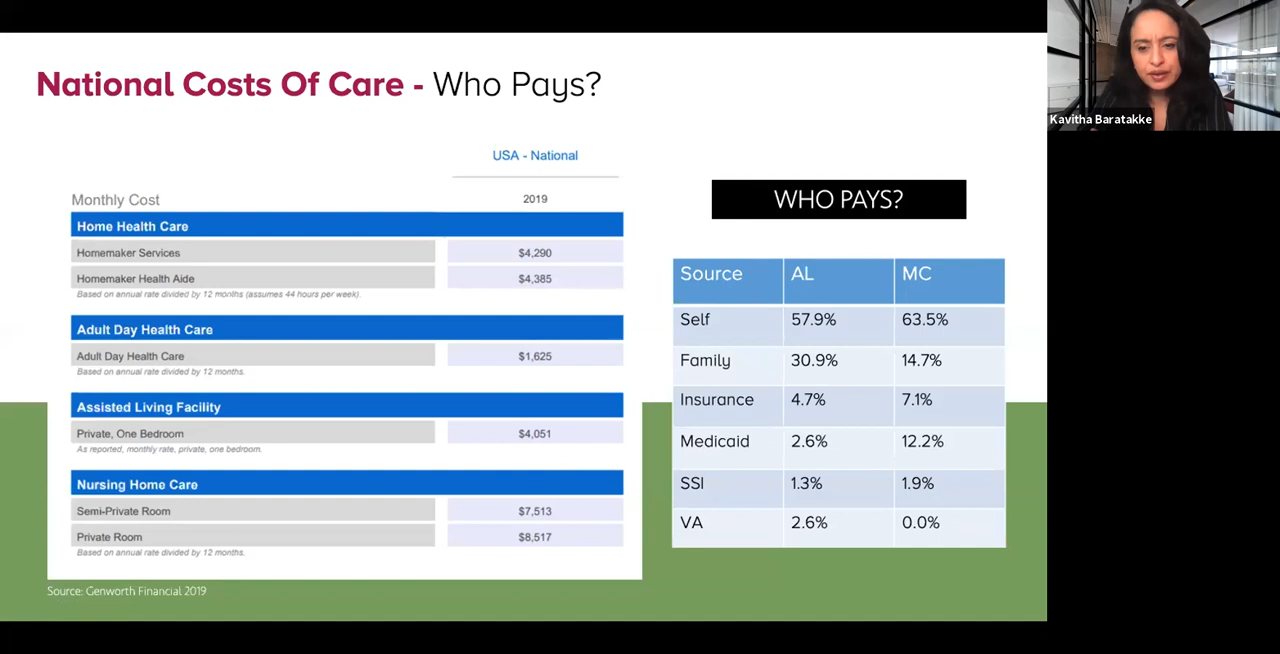 National Costs Of Care - Who Pays?
Kavitha Baratakke
USA - National
Monthly Cost 2019
Home Health Care
Homemaker Services $4,290
Homemaker Health Aide $4,385
Based on annual rate divided by 12 months (assumes 44 hours per week).
Adult Day Health Care
Adult Day Health Care $1,625
Based on annual rate divided by 12 months.
Assisted Living Facility
Private, One Bedroom $4,051
As reported, monthly rate, private, one bedroom.
Nursing Home Care
Semi-Private Room $7,513
Private Room $8,517
Based on annual rate divided by 12 months.
Source: Genworth Financial 2019
WHO PAYS?
Source AL MC
Self 57.9% 63.5%
Family 30.9% 14.7%
Insurance 4.7% 7.1%
Medicaid 2.6% 12.2%
SSI 1.3% 1.9%
VA 2.6% 0.0%